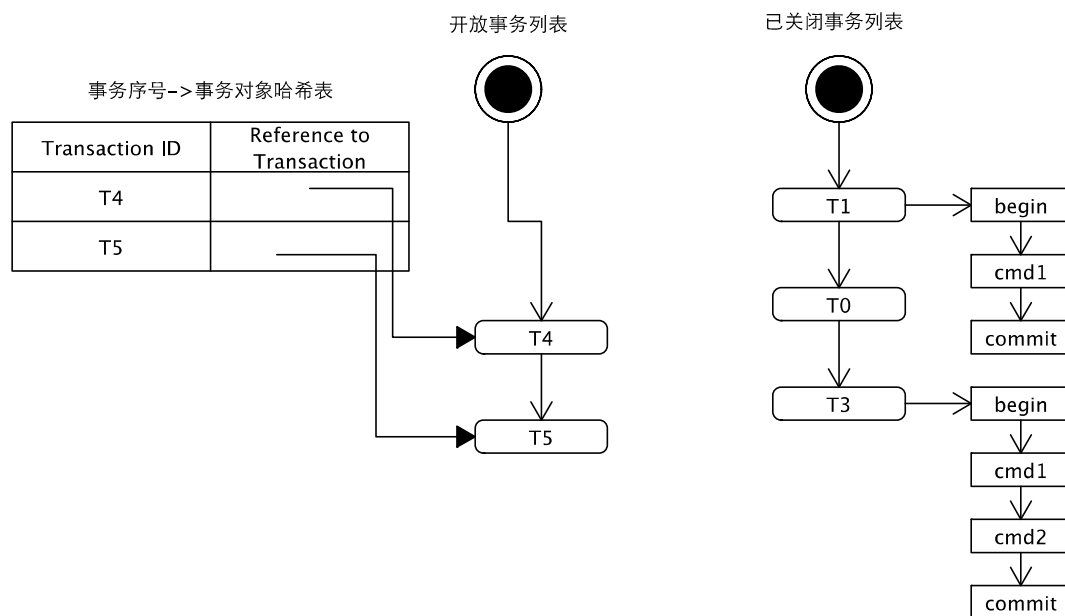 开放事务列表
已关闭事务列表
事务序号->事务对象哈希表
Transaction ID
Reference to
Transaction
T4
T5
T4
T5
T1
T0
T3
begin
cmd1
commit
begin
cmd1
cmd2
commit